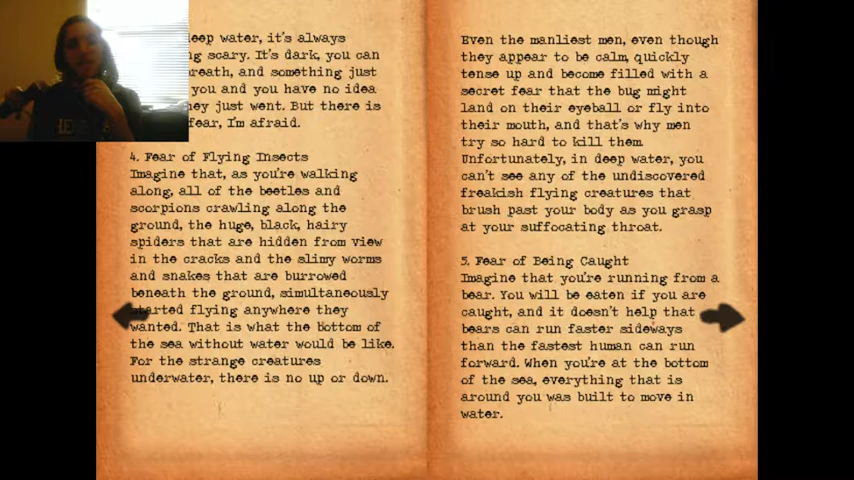 deep water, it's always
ng scary. It's dark, you can
reath, and something just
you and you have no idea
ey just went. But there is
fear, I'm afraid.
4. Fear of Flying Insects
Imagine that, as you're walking
along, all of the beetles and
scorpions crawling along the
ground, the huge, black, hairy
spiders that are hidden from view
in the cracks and the slimy worms
and snakes that are burrowed
beneath the ground, simultaneously
started flying anywhere they
wanted. That is what the bottom of
the sea without water would be like.
For the strange creatures
underwater, there is no up or down.
Even the manliest men, even though
they appear to be calm, quickly
tense up and become filled with a
secret fear that the bug might
land on their eyeball or fly into
their mouth, and that's why men
try so hard to kill them.
Unfortunately, in deep water, you
can't see any of the undiscovered
freakish flying creatures that
brush past your body as you grasp
at your suffocating throat.
5. Fear of Being Caught
Imagine that you're running from a
bear. You will be eaten if you are
caught, and it doesn't help that
bears can run faster sideways
than the fastest human can run
forward. When you're at the bottom
of the sea, everything that is
around you was built to move in
water.